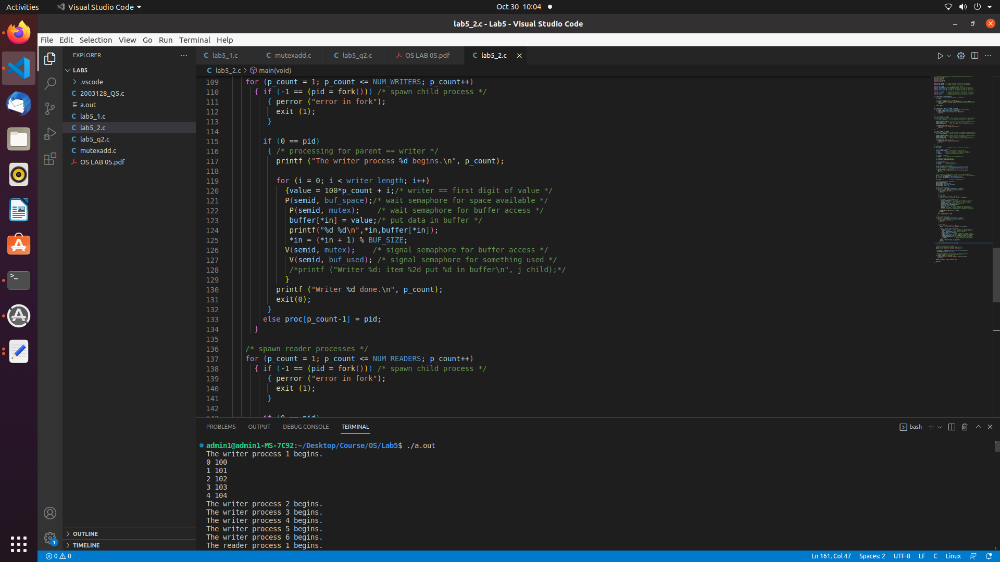 Activities
Visual Studio Code
Oct 30 10:04
lab5_2.c - Lab5 - Visual Studio Code
File Edit Selection View Go Run Terminal Help
EXPLORER
LAB5
.vscode
C 2003128_Q5.c
a.out
C lab5_1.c
C lab5_2.c
C lab5_q2.c
C mutexadd.c
OS LAB 05.pdf
OUTLINE
TIMELINE
C lab5_1.c
C mutexadd.c
C lab5_q2.c
OS LAB 05.pdf
C lab5_2.c
C lab5_2.c > main(void)
109 for (p_count = 1; p_count <= NUM_WRITERS; p_count++)
110 { if (-1 == (pid = fork())) /* spawn child process */
111 { perror ("error in fork");
112 exit (1);
113 }
114
115 if (0 == pid)
116 { /* processing for parent == writer */
117 printf ("The writer process %d begins.\n", p_count);
118
119 for (i = 0; i < writer_length; i++)
120 {value = 100*p_count + i;/* writer == first digit of value */
121 P(semid, buf_space);/* wait semaphore for space available */
122 P(semid, mutex); /* wait semaphore for buffer access */
123 buffer[*in] = value;/* put data in buffer */
124 printf("%d %d\n",*in,buffer[*in]);
125 *in = (*in + 1) % BUF_SIZE;
126 V(semid, mutex); /* signal semaphore for buffer access */
127 V(semid, buf_used); /* signal semaphore for something used */
128 /*printf ("Writer %d: item %2d put %d in buffer\n", j_child);*/
129 }
130 printf ("Writer %d done.\n", p_count);
131 exit(0);
132 }
133 else proc[p_count-1] = pid;
134 }
135
136 /* spawn reader processes */
137 for (p_count = 1; p_count <= NUM_READERS; p_count++)
138 { if (-1 == (pid = fork())) /* spawn child process */
139 { perror ("error in fork");
140 exit (1);
141 }
142
143 if (0 == pid)
PROBLEMS OUTPUT DEBUG CONSOLE TERMINAL
bash
admin1@admin1-MS-7C92:~/Desktop/Course/OS/Lab5$ ./a.out
The writer process 1 begins.
0 100
1 101
2 102
3 103
4 104
The writer process 2 begins.
The writer process 3 begins.
The writer process 4 begins.
The writer process 5 begins.
The writer process 6 begins.
The reader process 1 begins.
1
0 0
Ln 161, Col 47 Spaces: 2 UTF-8 LF C Linux